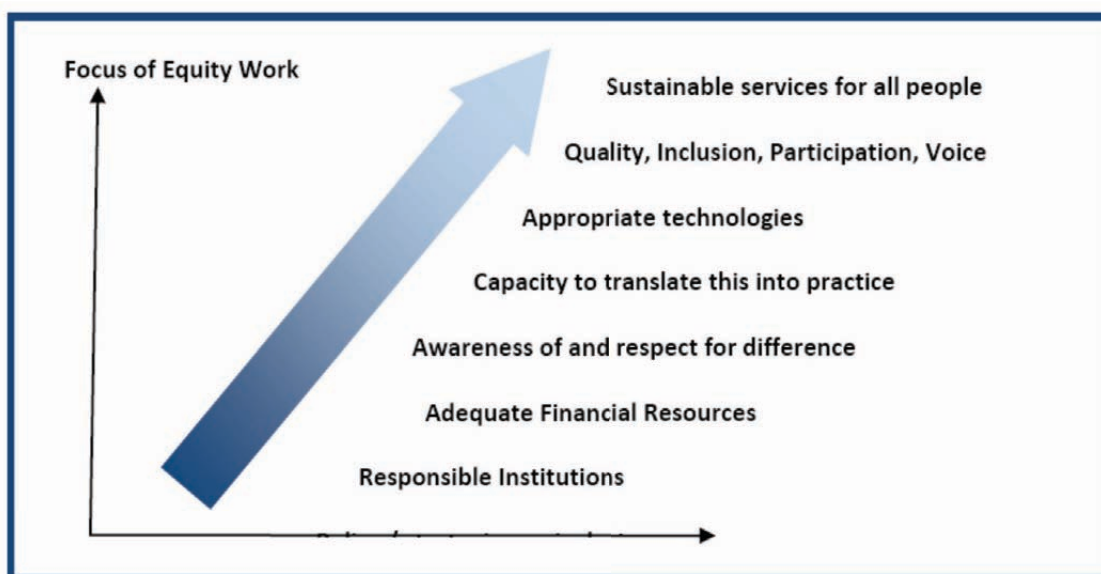 Focus of Equity Work
Sustainable services for all people
Quality, Inclusion, Participation, Voice
Appropriate technologies
Capacity to translate this into practice
Awareness of and respect for difference
Adequate Financial Resources
Responsible Institutions